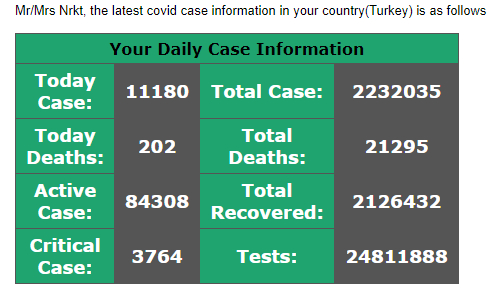 Mr/Mrs Nrkt, the latest covid case information in your country(Turkey) is as follows
Your Daily Case Information
Today
Case:
11180
Total Case:
2232035
Today
Deaths:
202
Total
Deaths:
21295
Active
Case:
84308
Total
Recovered:
2126432
Critical
Case:
3764
Tests:
24811888